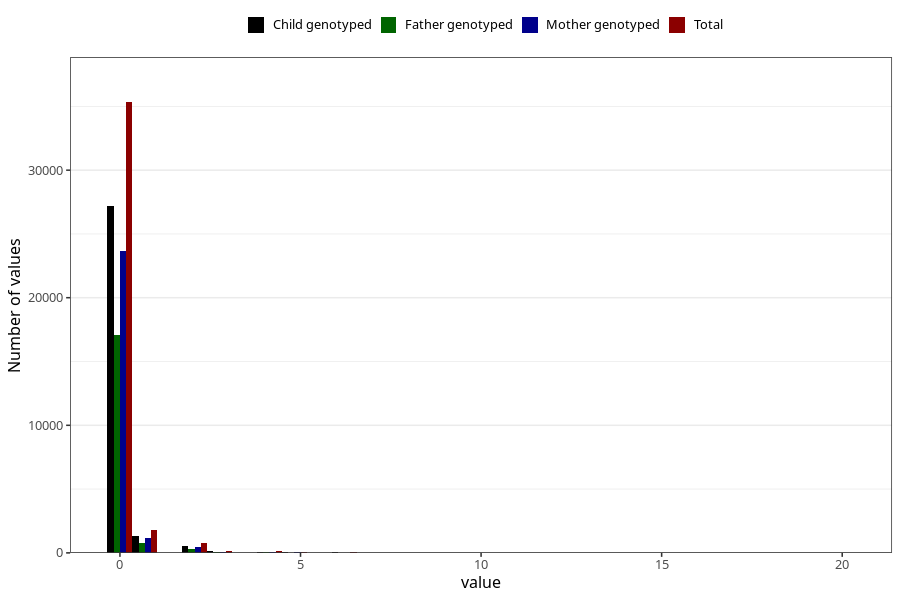 Child genotyped Father genotyped Mother genotyped Total
Number of values
30000
20000
10000
0
0 5 10 15 20
value